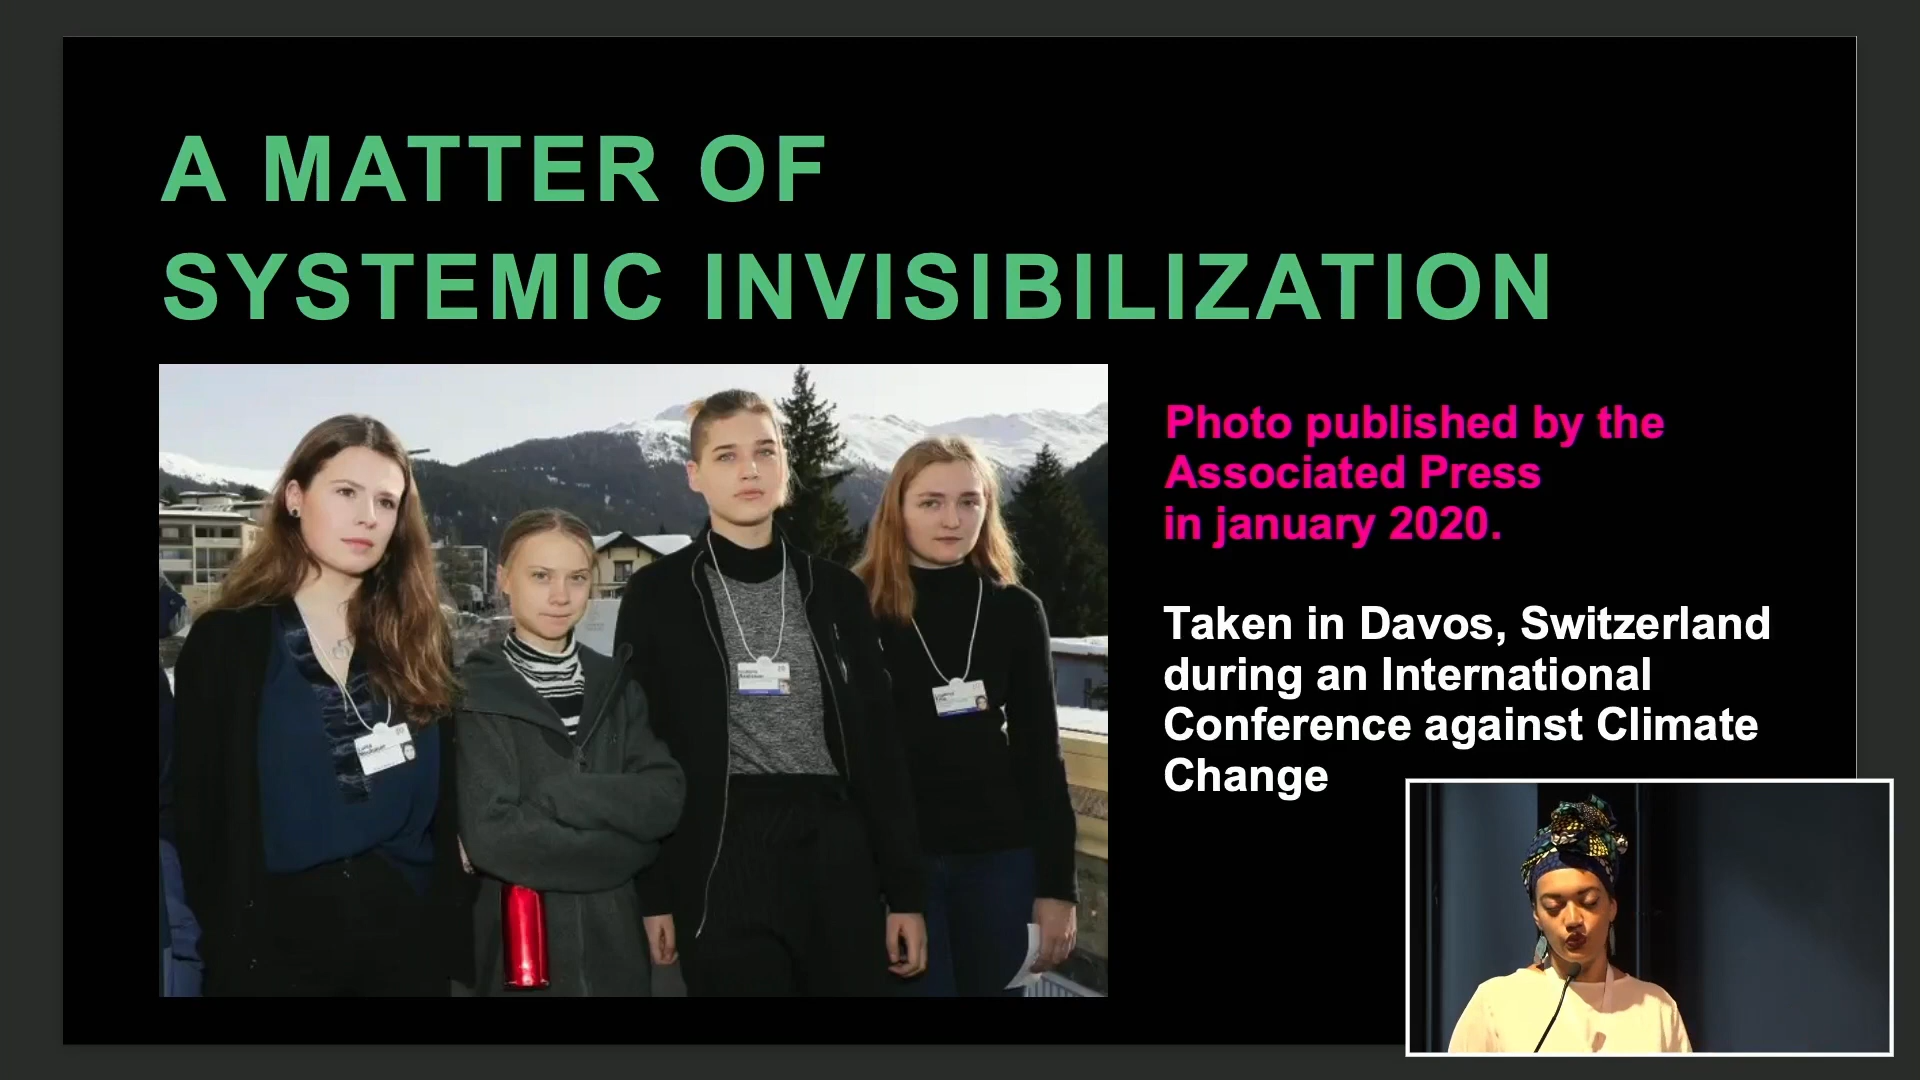 A MATTER OF
SYSTEMIC INVISIBILIZATION
Photo published by the
Associated Press
in january 2020.
Taken in Davos, Switzerland
during an International
Conference against Climate
Change